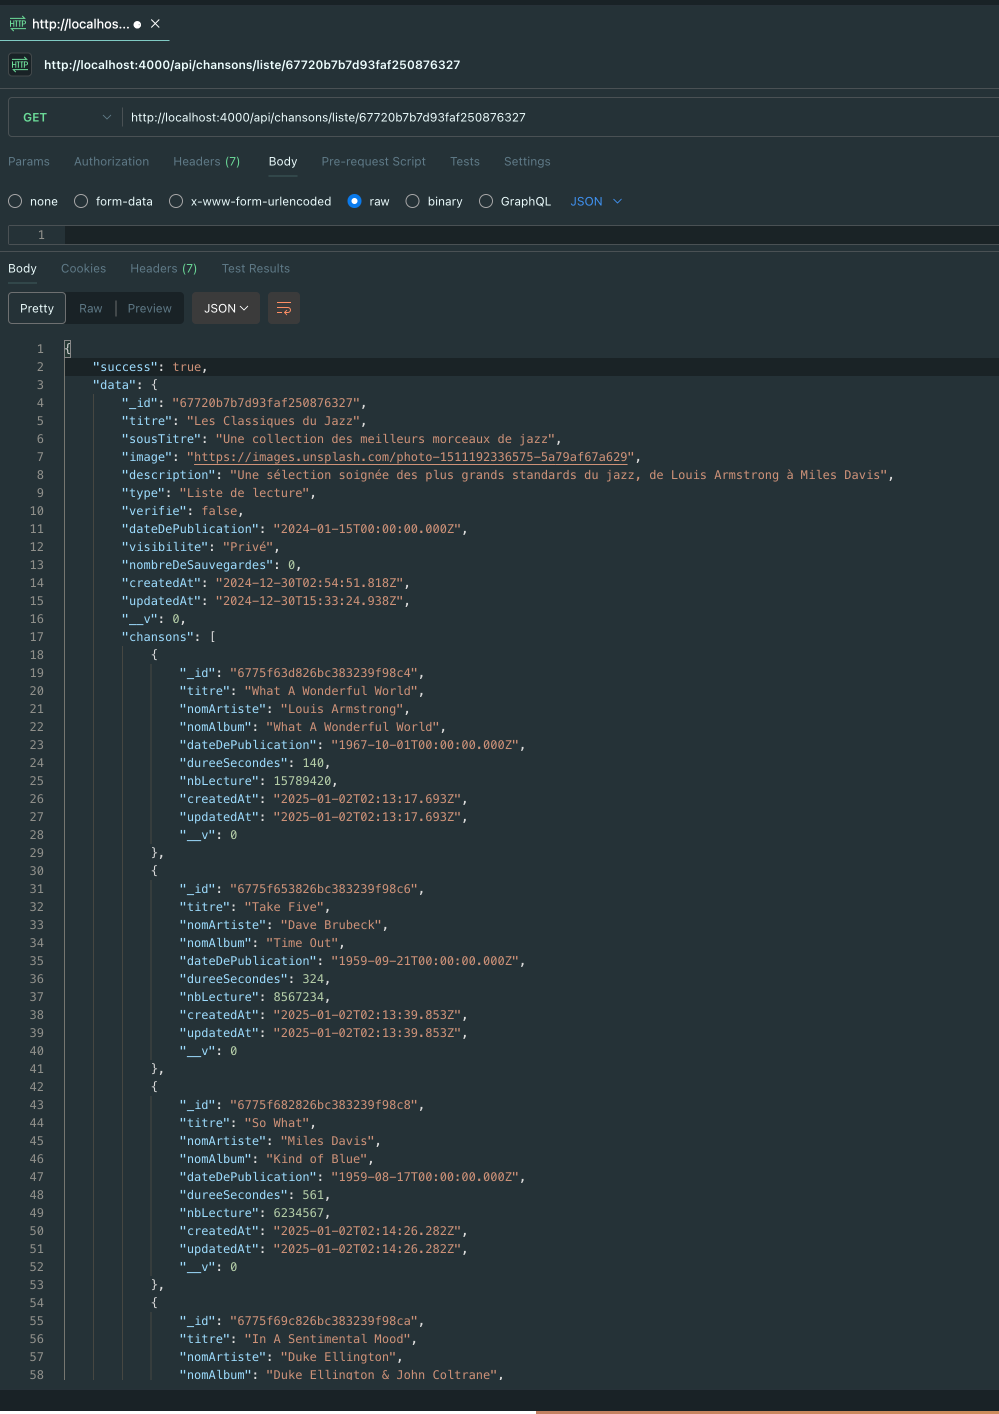 HTTP http://localhos... ● ×
HTTP http://localhost:4000/api/chansons/liste/67720b7b7d93faf250876327
GET http://localhost:4000/api/chansons/liste/67720b7b7d93faf250876327
Params Authorization Headers (7) Body Pre-request Script Tests Settings
none form-data x-www-form-urlencoded raw binary GraphQL JSON
1
Body Cookies Headers (7) Test Results
Pretty Raw Preview JSON
1 {
2 "success": true,
3 "data": {
4 "_id": "67720b7b7d93faf250876327",
5 "titre": "Les Classiques du Jazz",
6 "sousTitre": "Une collection des meilleurs morceaux de jazz",
7 "image": "https://images.unsplash.com/photo-1511192336575-5a79af67a629",
8 "description": "Une sélection soignée des plus grands standards du jazz, de Louis Armstrong à Miles Davis",
9 "type": "Liste de lecture",
10 "verifie": false,
11 "dateDePublication": "2024-01-15T00:00:00.000Z",
12 "visibilite": "Privé",
13 "nombreDeSauvegardes": 0,
14 "createdAt": "2024-12-30T02:54:51.818Z",
15 "updatedAt": "2024-12-30T15:33:24.938Z",
16 "__v": 0,
17 "chansons": [
18 {
19 "_id": "6775f63d826bc383239f98c4",
20 "titre": "What A Wonderful World",
21 "nomArtiste": "Louis Armstrong",
22 "nomAlbum": "What A Wonderful World",
23 "dateDePublication": "1967-10-01T00:00:00.000Z",
24 "dureeSecondes": 140,
25 "nbLecture": 15789420,
26 "createdAt": "2025-01-02T02:13:17.693Z",
27 "updatedAt": "2025-01-02T02:13:17.693Z",
28 "__v": 0
29 },
30 {
31 "_id": "6775f653826bc383239f98c6",
32 "titre": "Take Five",
33 "nomArtiste": "Dave Brubeck",
34 "nomAlbum": "Time Out",
35 "dateDePublication": "1959-09-21T00:00:00.000Z",
36 "dureeSecondes": 324,
37 "nbLecture": 8567234,
38 "createdAt": "2025-01-02T02:13:39.853Z",
39 "updatedAt": "2025-01-02T02:13:39.853Z",
40 "__v": 0
41 },
42 {
43 "_id": "6775f682826bc383239f98c8",
44 "titre": "So What",
45 "nomArtiste": "Miles Davis",
46 "nomAlbum": "Kind of Blue",
47 "dateDePublication": "1959-08-17T00:00:00.000Z",
48 "dureeSecondes": 561,
49 "nbLecture": 6234567,
50 "createdAt": "2025-01-02T02:14:26.282Z",
51 "updatedAt": "2025-01-02T02:14:26.282Z",
52 "__v": 0
53 },
54 {
55 "_id": "6775f69c826bc383239f98ca",
56 "titre": "In A Sentimental Mood",
57 "nomArtiste": "Duke Ellington",
58 "nomAlbum": "Duke Ellington & John Coltrane",